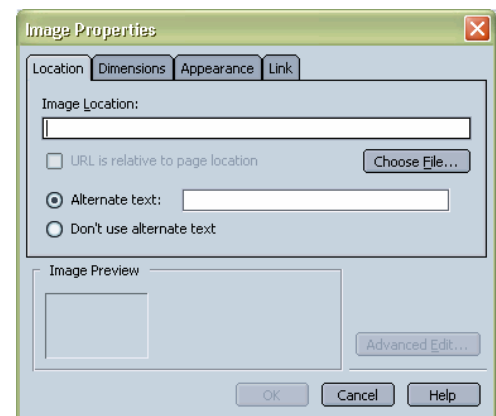 Image Properties
Location Dimensions Appearance Link
Image Location:
URL is relative to page location Choose File...
Alternate text:
Don't use alternate text
Image Preview
Advanced Edit...
OK Cancel Help